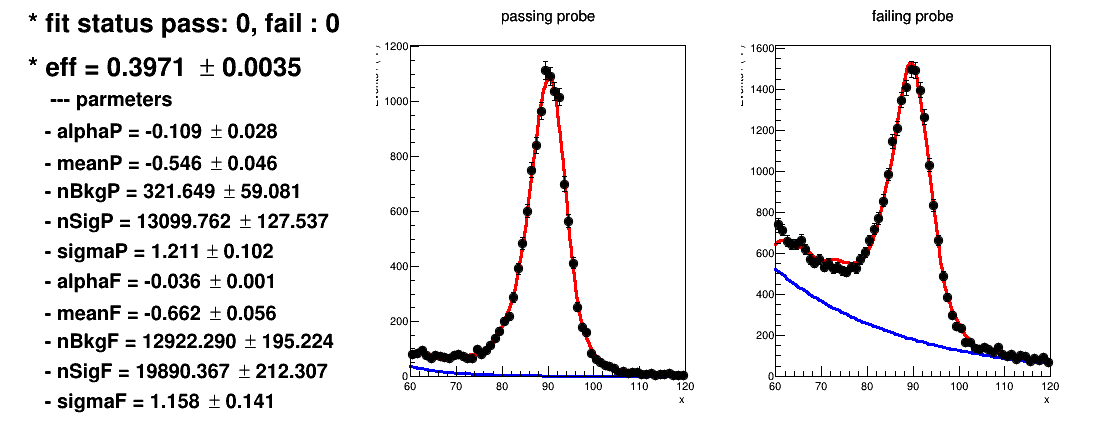 * fit status pass: 0, fail : 0
* eff = 0.3971 ± 0.0035
--- parmeters
- alphaP = -0.109 ± 0.028
- meanP = -0.546 ± 0.046
- nBkgP = 321.649 ± 59.081
- nSigP = 13099.762 ± 127.537
- sigmaP = 1.211 ± 0.102
- alphaF = -0.036 ± 0.001
- meanF = -0.662 ± 0.056
- nBkgF = 12922.290 ± 195.224
- nSigF = 19890.367 ± 212.307
- sigmaF = 1.158 ± 0.141
passing probe
1200
1000
800
600
400
200
0
60 70 80 90 100 110 120
x
failing probe
1600
1400
1200
1000
800
600
400
200
0
60 70 80 90 100 110 120
x